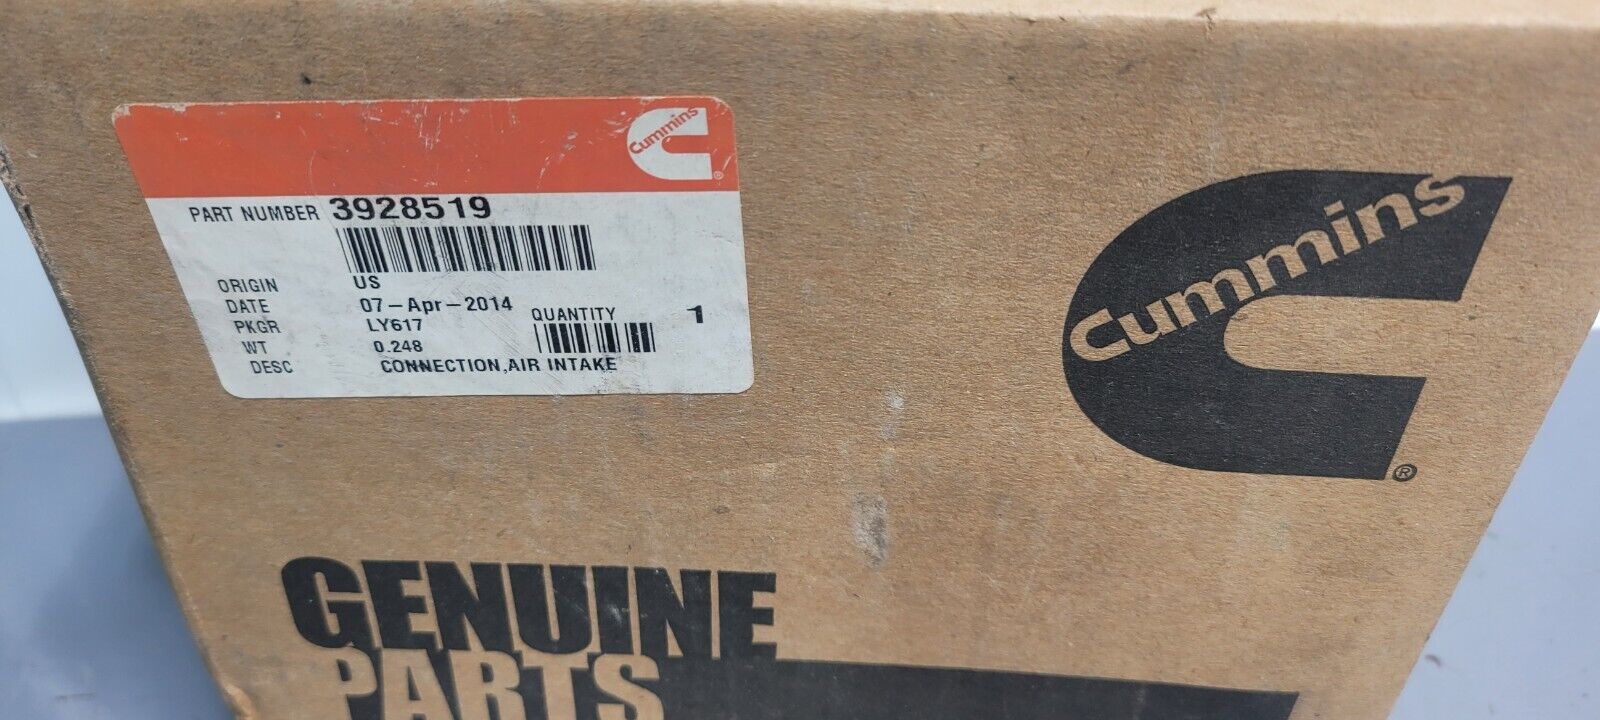 Cummins
®
PART NUMBER 3928519
ORIGIN US
DATE 07-Apr-2014
QUANTITY 1
PKGR LY617
WT 0.248
DESC CONNECTION,AIR INTAKE
Cummins
®
GENUINE
PARTS